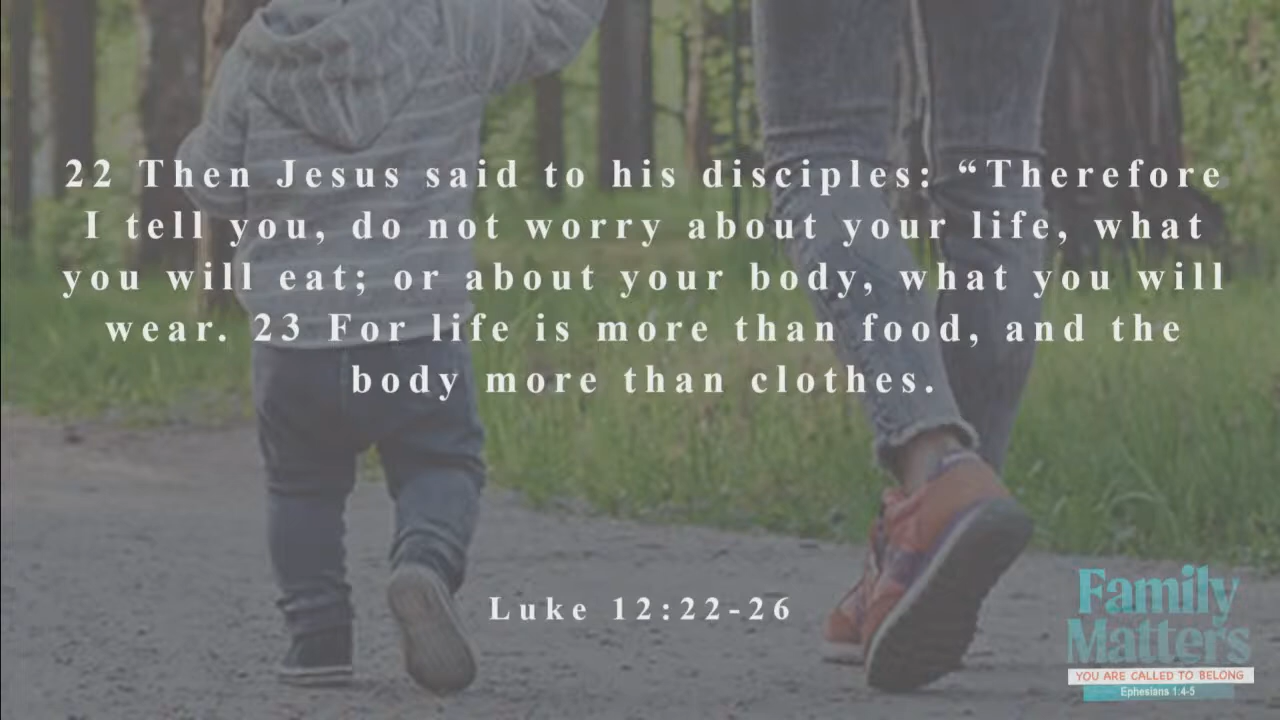 22 Then Jesus said to his disciples: “Therefore
I tell you, do not worry about your life, what
you will eat; or about your body, what you will
wear. 23 For life is more than food, and the
body more than clothes.
Luke 12:22-26
Family
Matters
YOU ARE CALLED TO BELONG
Ephesians 1:4-5